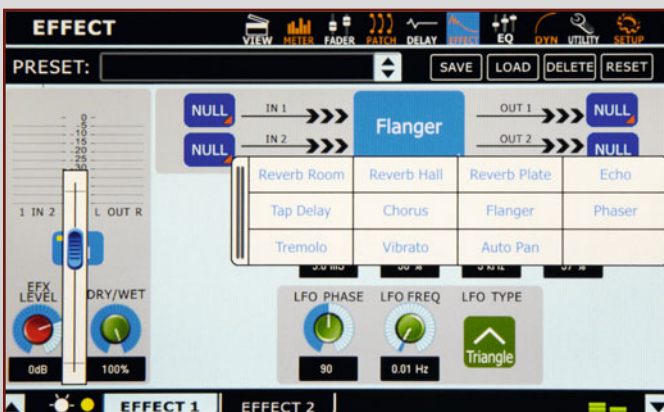 EFFECT
VIEW METER FADER PATCH DELAY EFFECT EQ DYN UTILITY SETUP
PRESET: SAVE LOAD DELETE RESET
NULL IN 1 Flanger OUT 1 NULL
NULL IN 2 OUT 2 NULL
0
-5
-10
-15
-20
-25
-30
Reverb Room Reverb Hall Reverb Plate Echo
Tap Delay Chorus Flanger Phaser
Tremolo Vibrato Auto Pan
1 IN 2 L OUT R
EFX LEVEL DRY/WET
LFO PHASE LFO FREQ LFO TYPE
Triangle
0dB 100% 90 0.01 Hz
EFFECT 1 EFFECT 2